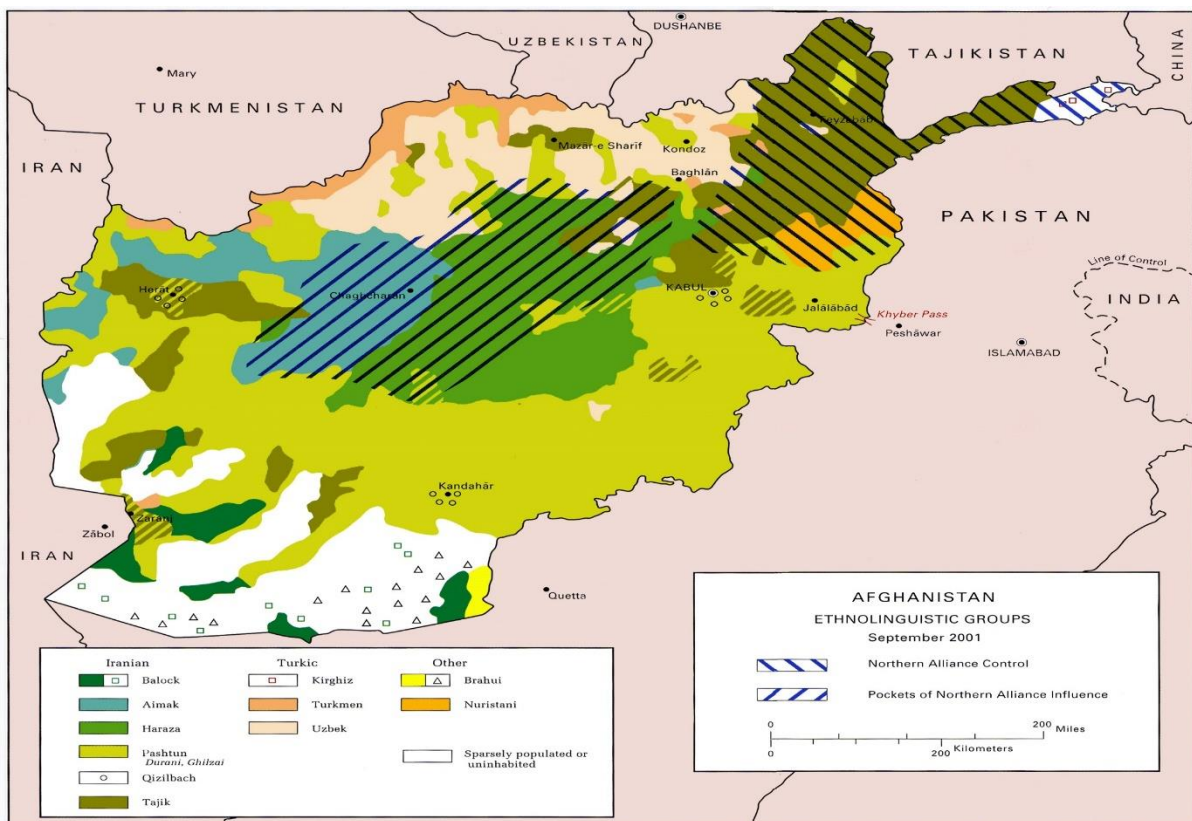 DUSHANBE
UZBEKISTAN
TAJIKISTAN
CHINA
Mary
TURKMENISTAN
IRAN
Feyzabad
Mazār-e Sharīf
Kondoz
Baghlān
PAKISTAN
Line of Control
INDIA
Herāt
Chaghcharān
KABUL
Jalālābād
Khyber Pass
Peshāwar
ISLAMABAD
Kandahār
Zaranj
Zābol
IRAN
Quetta
AFGHANISTAN
ETHNOLINGUISTIC GROUPS
September 2001
Northern Alliance Control
Pockets of Northern Alliance Influence
0 200 Miles
0 200
Kilometers
Iranian
Balock
Aimak
Haraza
Pashtun
Durani, Ghilzai
Qizilbach
Tajik
Turkic
Kirghiz
Turkmen
Uzbek
Other
Brahui
Nuristani
Sparsely populated or
uninhabited